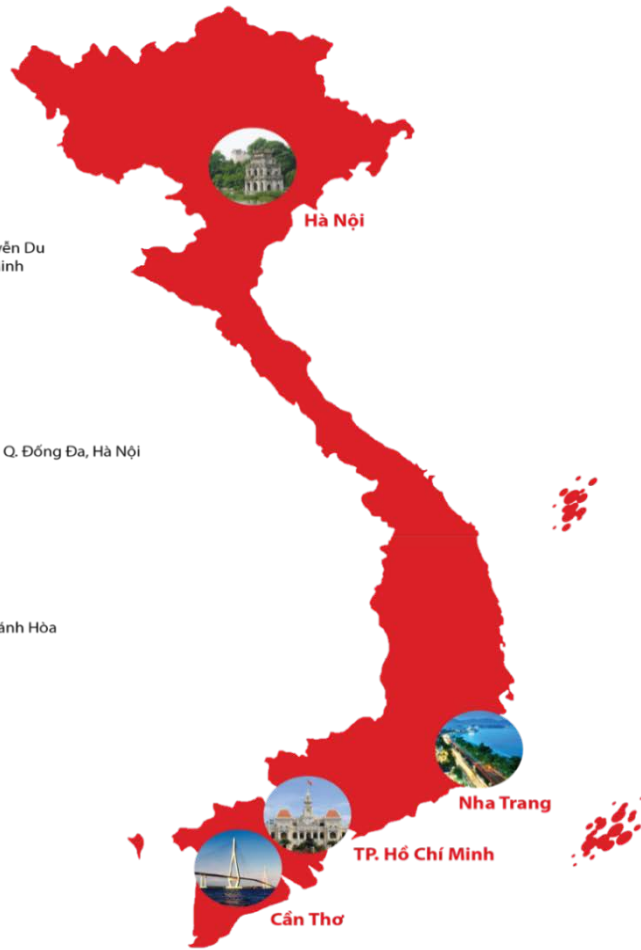 Hà Nội
ễn Du
inh
Q. Đống Đa, Hà Nội
ánh Hòa
Nha Trang
TP. Hồ Chí Minh
Cần Thơ